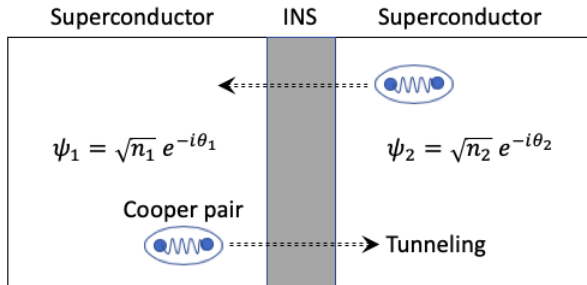 Superconductor INS Superconductor
ψ₁ = √n₁ e^{-iθ₁} ψ₂ = √n₂ e^{-iθ₂}
Cooper pair
Tunneling